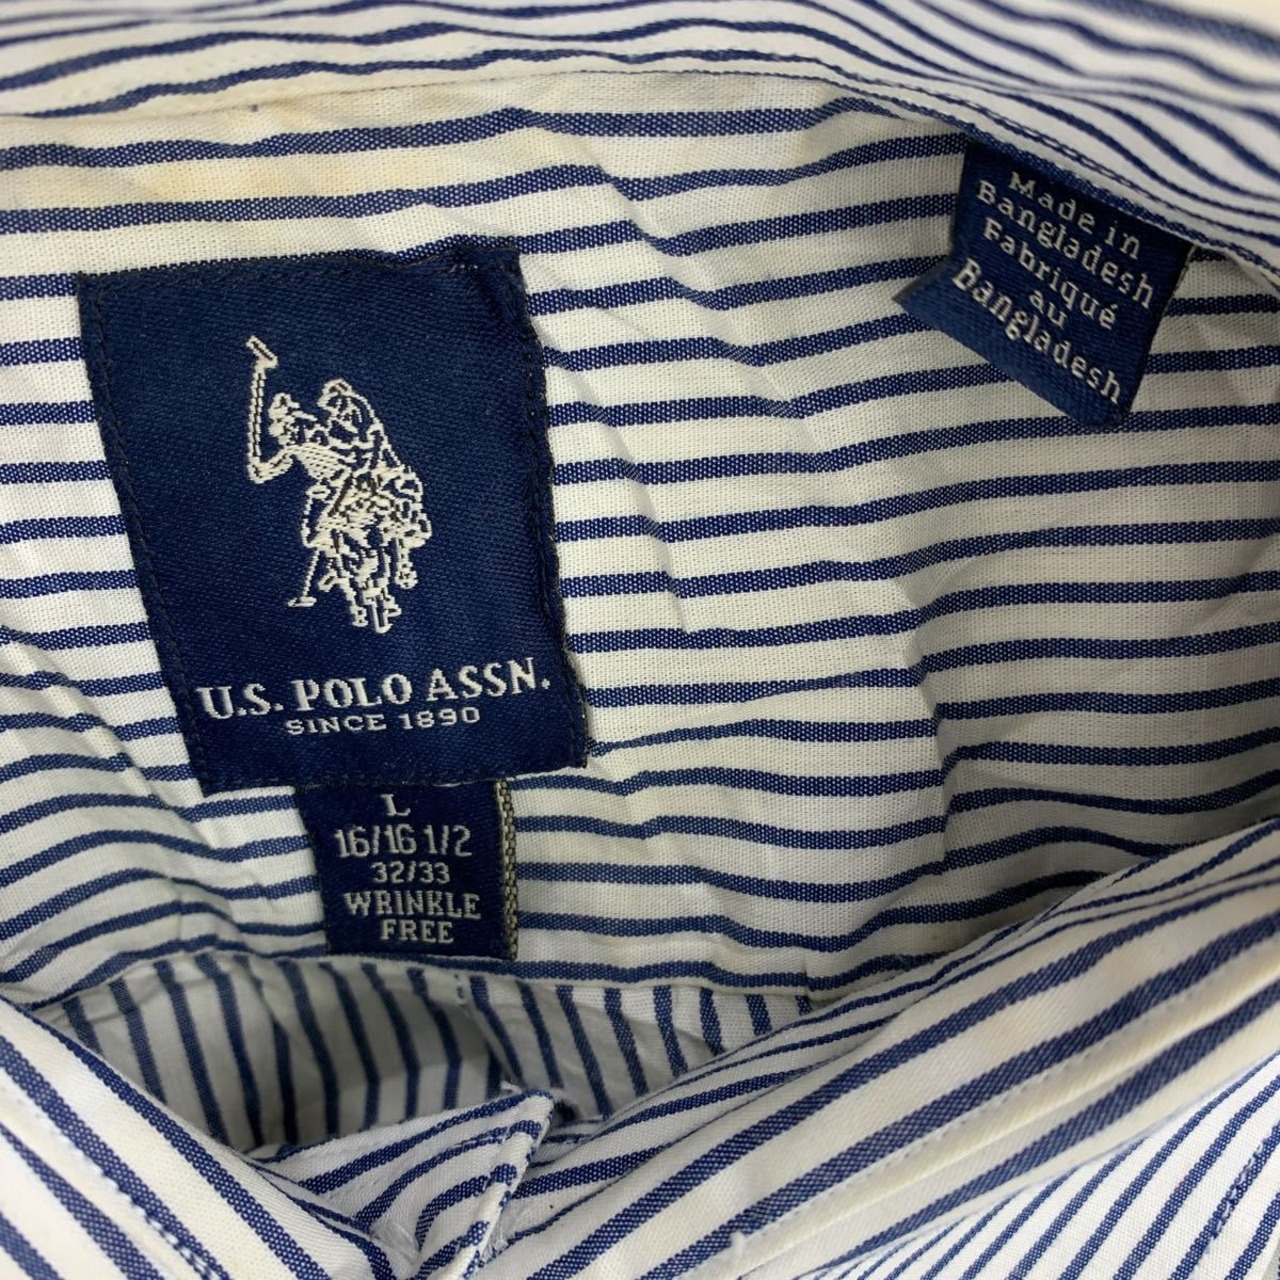 Made in
Bangladesh
Fabriqué
au
Bangladesh
U.S. POLO ASSN.
SINCE 1890
L
16/16 1/2
32/33
WRINKLE
FREE